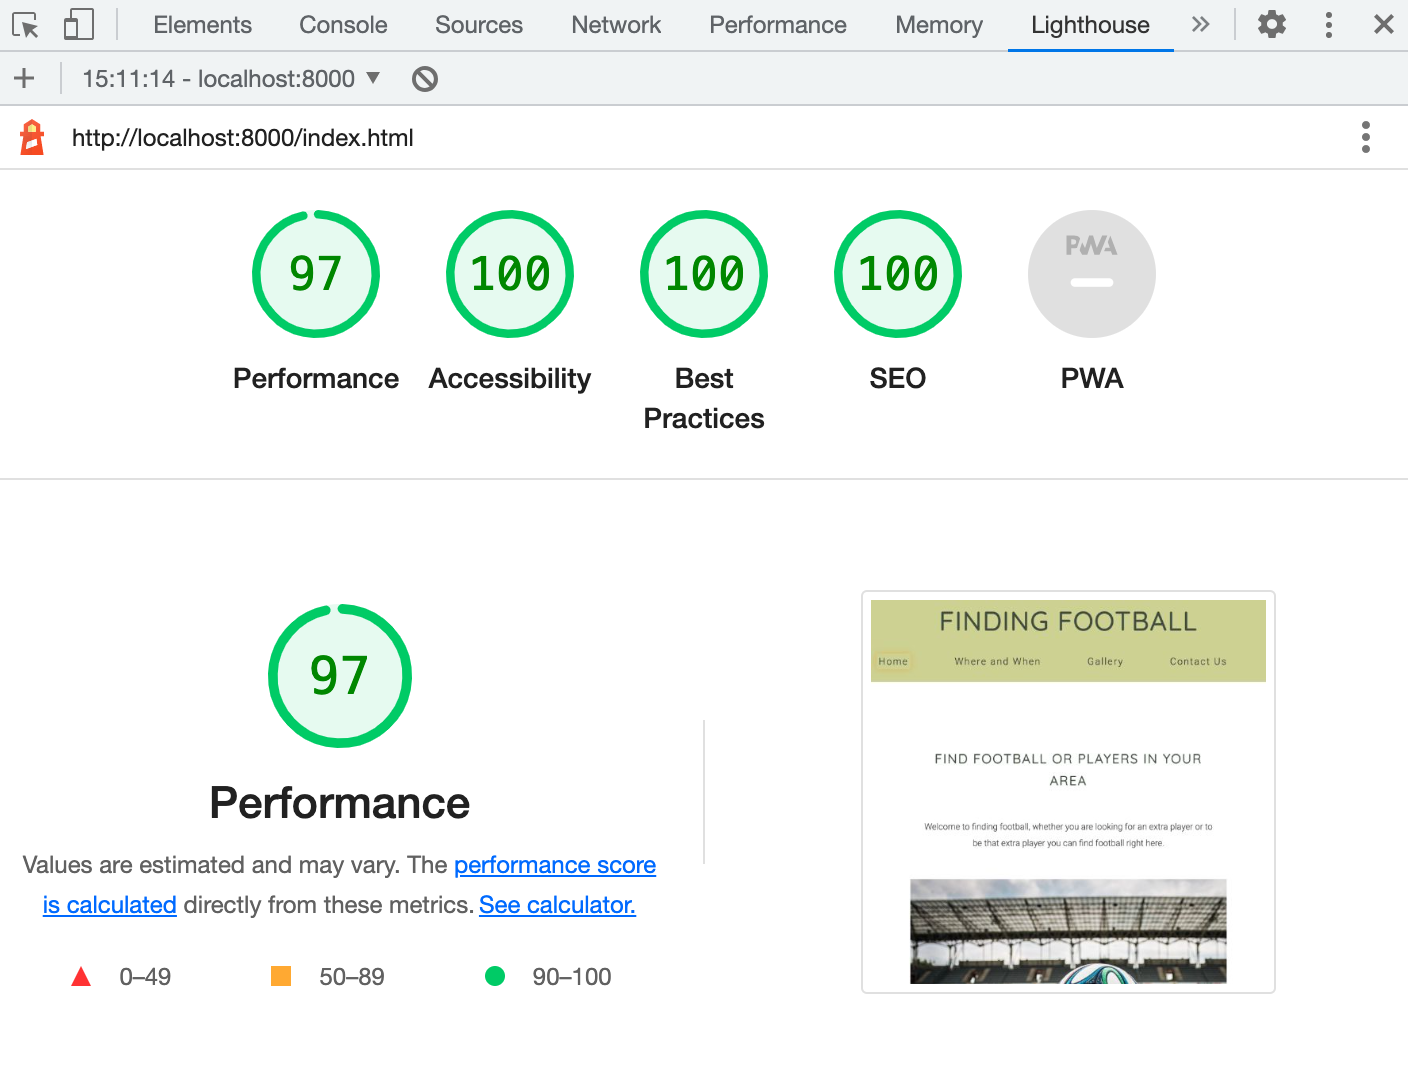 Elements Console Sources Network Performance Memory Lighthouse
15:11:14 - localhost:8000
http://localhost:8000/index.html
97 100 100 100 PWA
Performance Accessibility Best Practices SEO PWA
97
Performance
Values are estimated and may vary. The performance score
is calculated directly from these metrics. See calculator.
0–49 50–89 90–100
FINDING FOOTBALL
Home Where and When Gallery Contact Us
FIND FOOTBALL OR PLAYERS IN YOUR
AREA
Welcome to finding football, whether you are looking for an extra player or to
be that extra player you can find football right here.